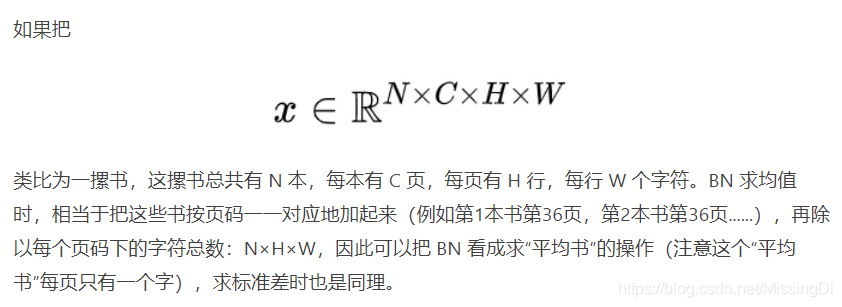 如果把
x ∈ ℝ^{N×C×H×W}
类比为一摞书，这摞书总共有 N 本，每本有 C 页，每页有 H 行，每行 W 个字符。BN 求均值
时，相当于把这些书按页码一一对应地加起来（例如第1本书第36页，第2本书第36页......），再除
以每个页码下的字符总数：N×H×W，因此可以把 BN 看成求“平均书”的操作（注意这个“平均
书”每页只有一个字），求标准差时也是同理。
https://blog.csdn.net/MissingDi